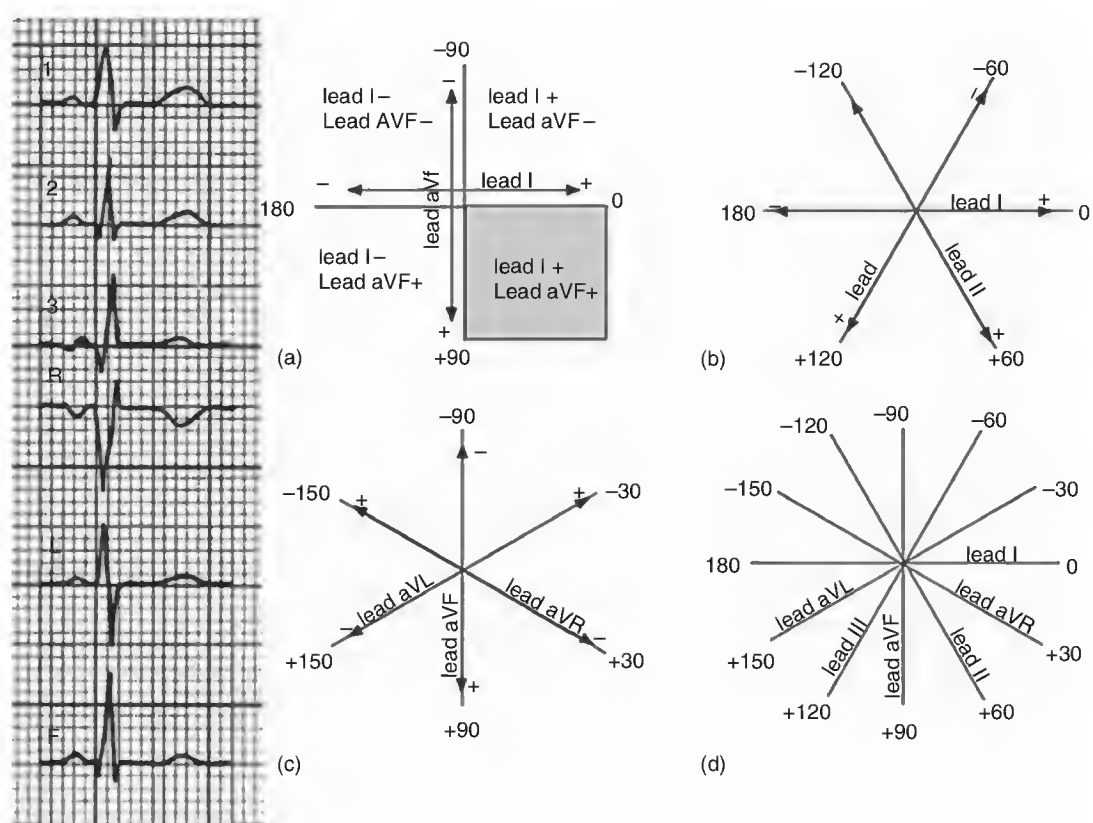 1
2
3
R
L
F
–90
–
lead I–
Lead AVF–
lead I+
Lead aVF–
lead aVf
– lead I +
180
0
lead I–
Lead aVF+
lead I+
Lead aVF+
+
+90
(a)
–120
–60
–
– lead I +
180
0
lead
lead II
+
+
+120
+60
(b)
–90
–
–150
+
+
–30
lead aVL
lead aVF
lead aVR
–
–
+150
+
+30
+90
(c)
–90
–120
–60
–150
–30
lead I
180
0
lead aVL
lead III
lead aVF
lead II
lead aVR
+150
+30
+120
+60
+90
(d)